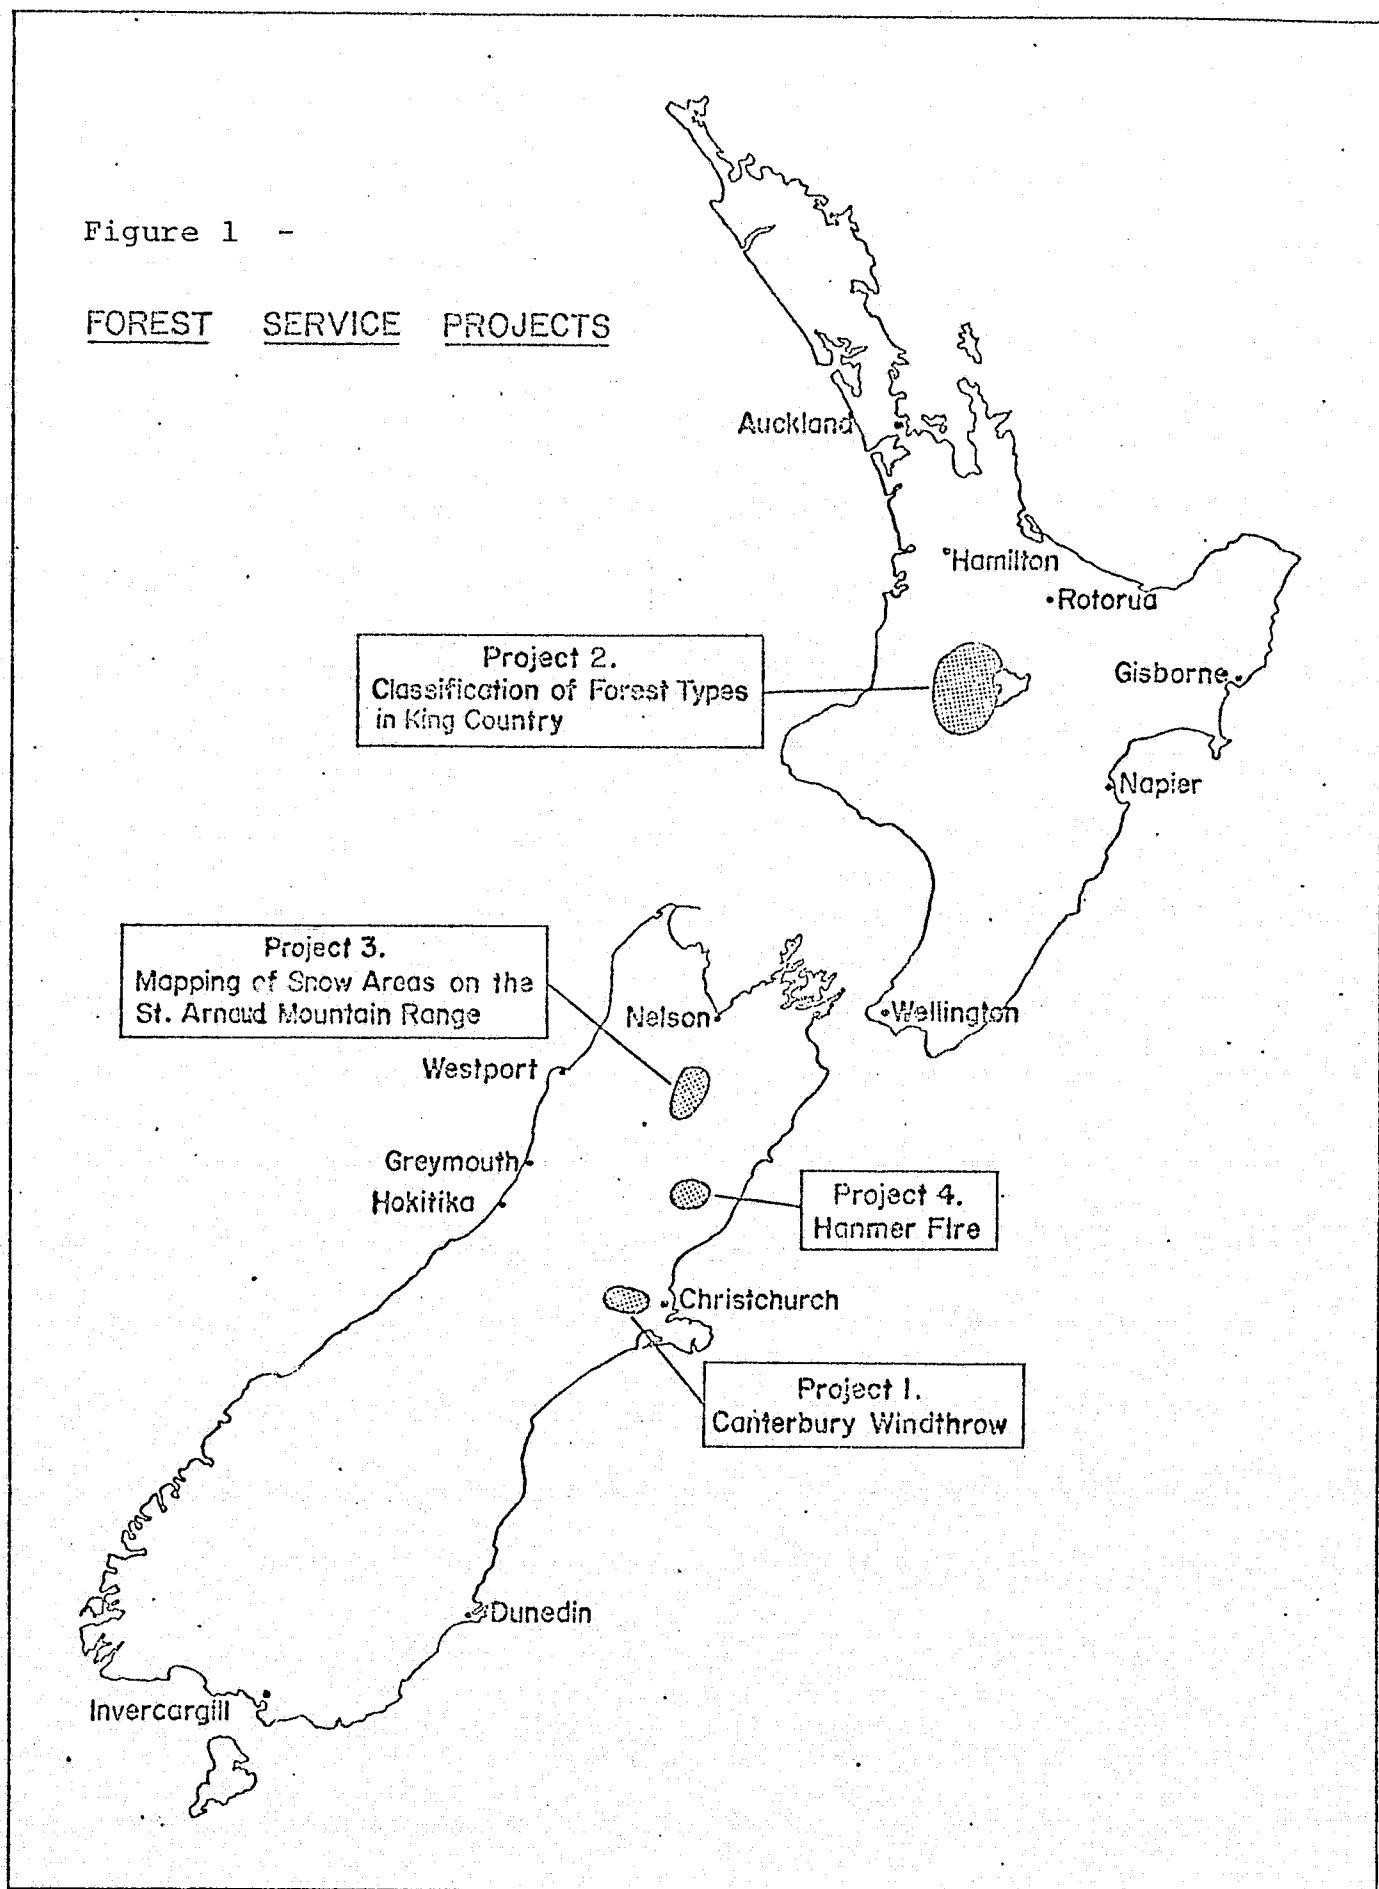 Figure 1 -
FOREST SERVICE PROJECTS
Auckland
Hamilton
Rotorua
Project 2.
Classification of Forest Types
in King Country
Gisborne
Napier
Project 3.
Mapping of Snow Areas on the
St. Arnaud Mountain Range
Nelson
Wellington
Westport
Greymouth
Hokitika
Project 4.
Hanmer Fire
Christchurch
Project 1.
Canterbury Windthrow
Dunedin
Invercargill